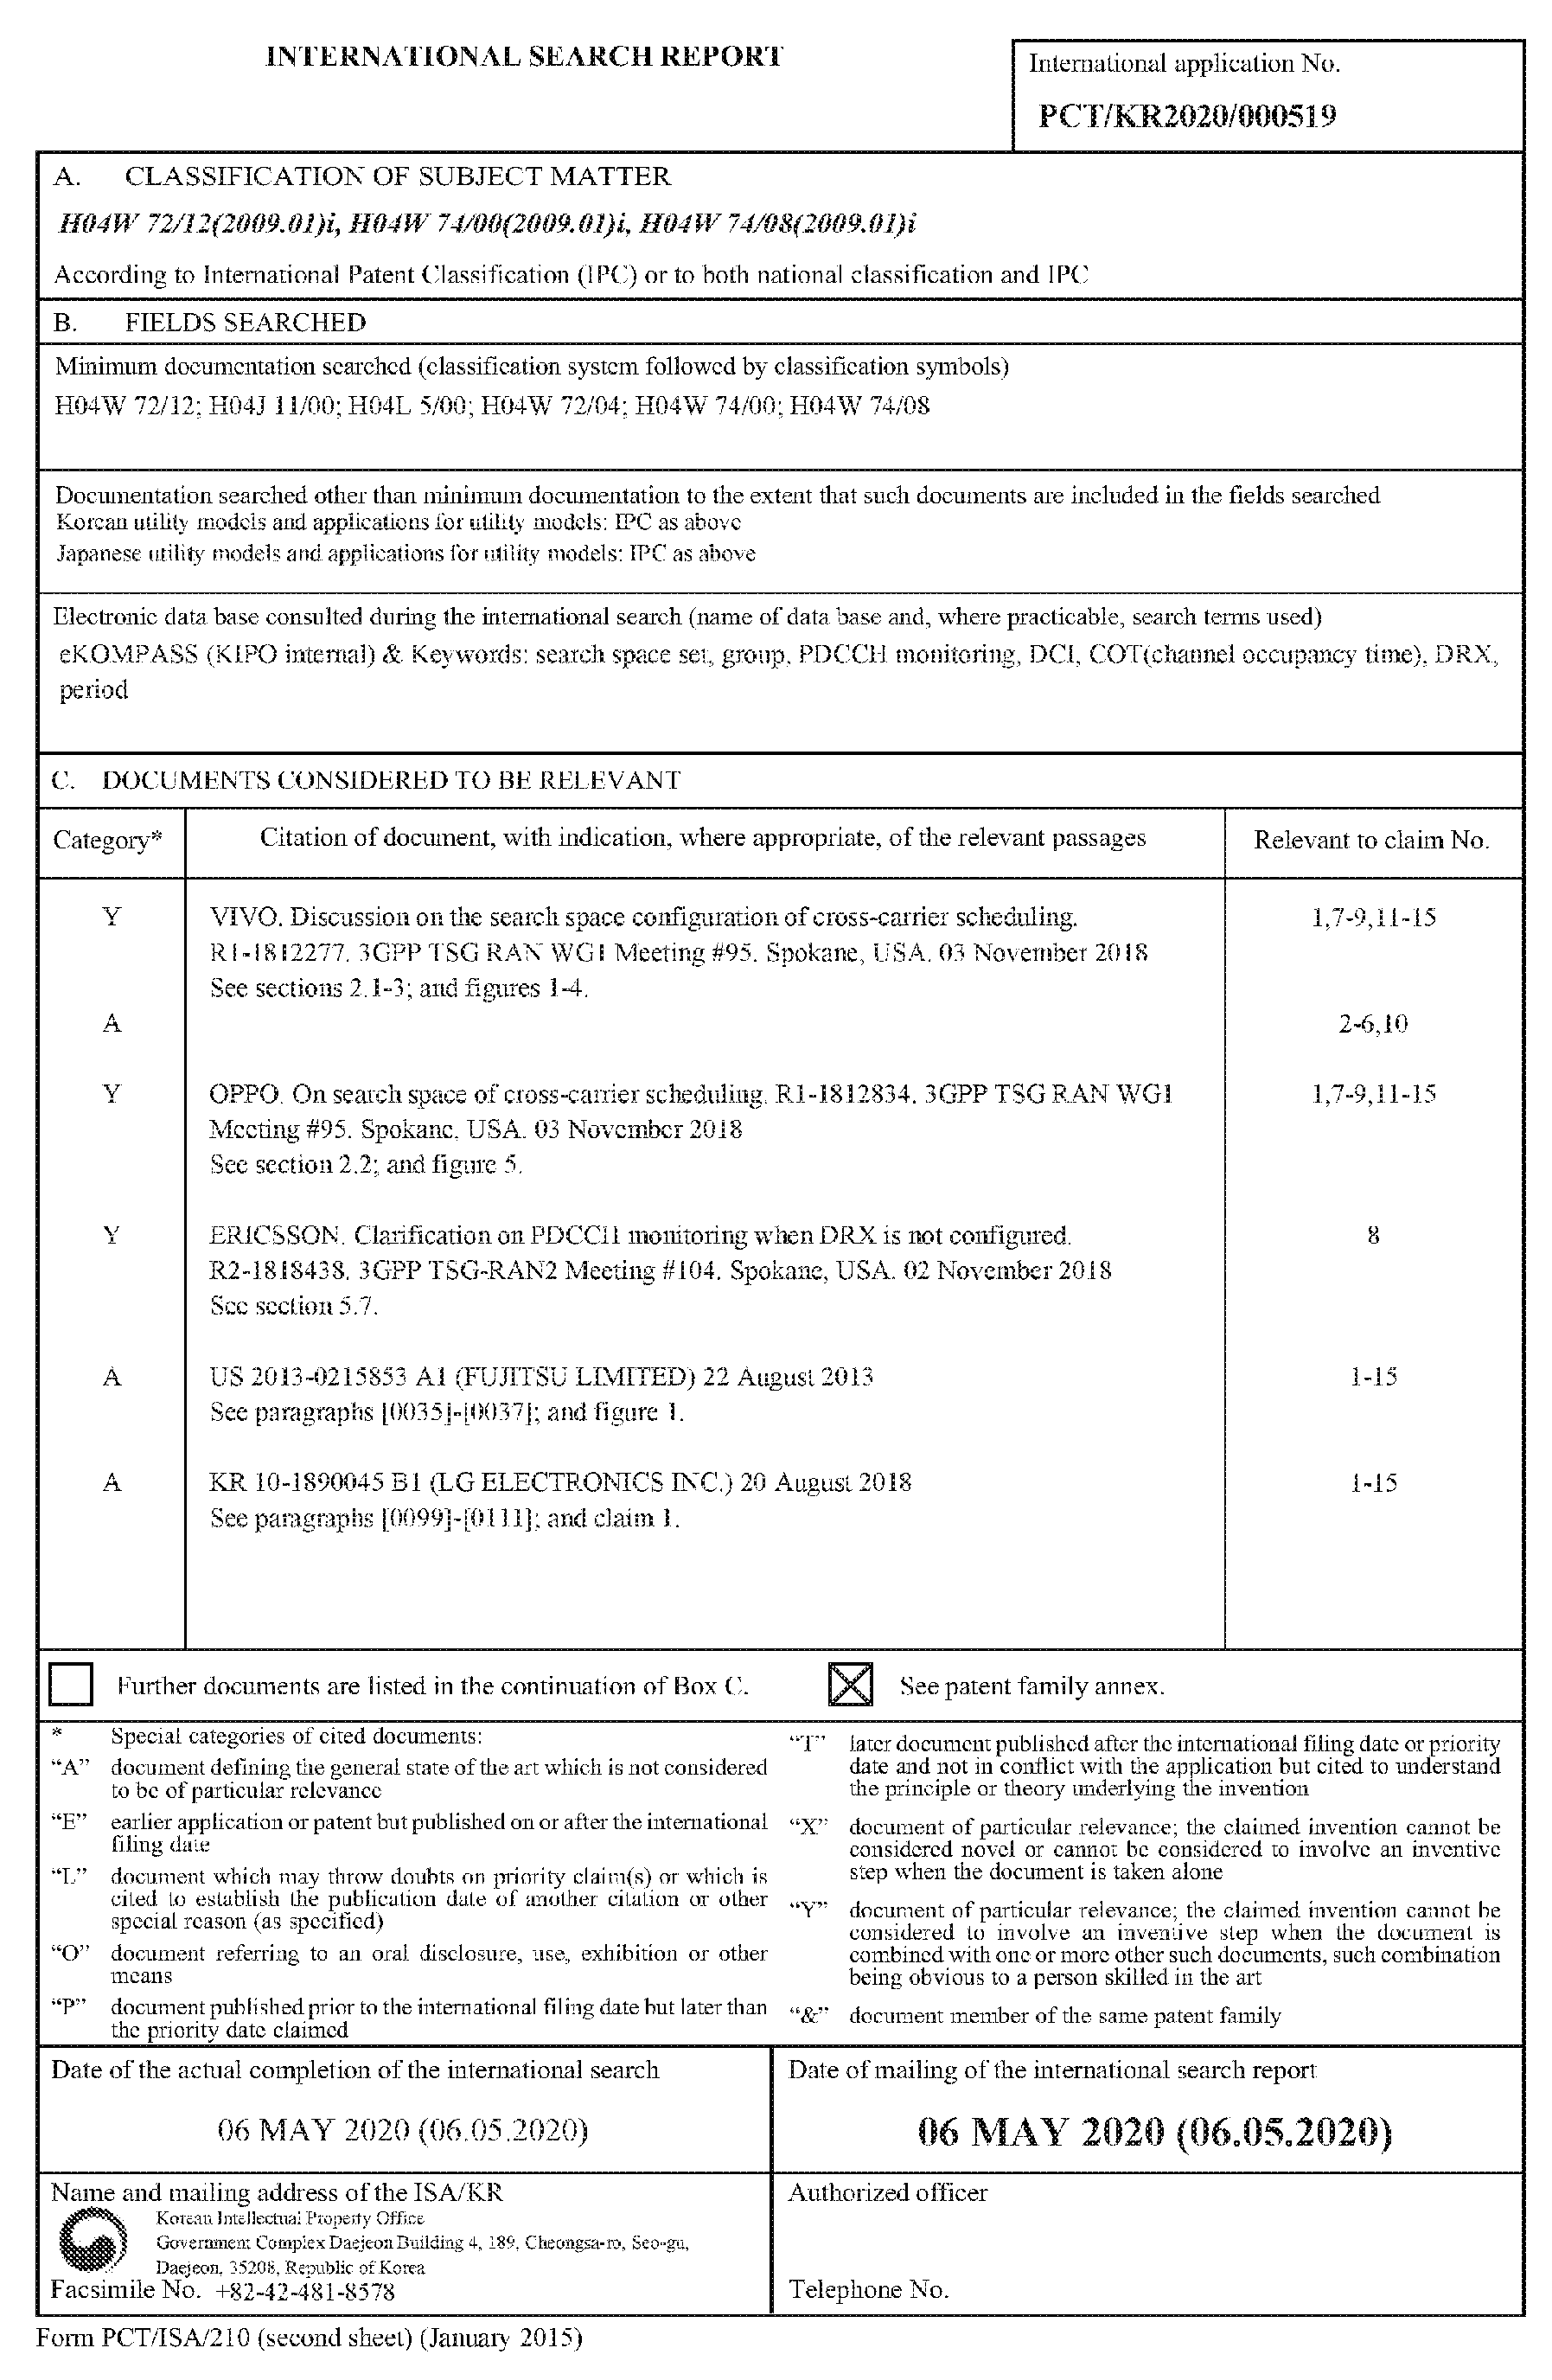 INTERNATIONAL SEARCH REPORT
International application No.
PCT/KR2020/000519
A. CLASSIFICATION OF SUBJECT MATTER
H04W 72/12(2009.01)i, H04W 74/00(2009.01)i, H04W 74/08(2009.01)i
According to International Patent Classification (IPC) or to both national classification and IPC
B. FIELDS SEARCHED
Minimum documentation searched (classification system followed by classification symbols)
H04W 72/12; H04J 11/00; H04L 5/00; H04W 72/04; H04W 74/00; H04W 74/08
Documentation searched other than minimum documentation to the extent that such documents are included in the fields searched
Korean utility models and applications for utility models: IPC as above
Japanese utility models and applications for utility models: IPC as above
Electronic data base consulted during the international search (name of data base and, where practicable, search terms used)
eKOMPASS (KIPO internal) & Keywords: search space set, group, PDCCH monitoring, DCI, COT(channel occupancy time), DRX,
period
C. DOCUMENTS CONSIDERED TO BE RELEVANT
Category* Citation of document, with indication, where appropriate, of the relevant passages Relevant to claim No.
Y VIVO. Discussion on the search space configuration of cross-carrier scheduling. 1,7-9,11-15
R1-1812277. 3GPP TSG RAN WG1 Meeting #95. Spokane, USA. 03 November 2018
See sections 2.1-3; and figures 1-4.
A 2-6,10
Y OPPO. On search space of cross-carrier scheduling. R1-1812834. 3GPP TSG RAN WG1 1,7-9,11-15
Meeting #95. Spokane, USA. 03 November 2018
See section 2.2; and figure 5.
Y ERICSSON. Clarification on PDCCH monitoring when DRX is not configured. 8
R2-1818438. 3GPP TSG-RAN2 Meeting #104. Spokane, USA. 02 November 2018
See section 5.7.
A US 2013-0215853 A1 (FUJITSU LIMITED) 22 August 2013 1-15
See paragraphs [0035]-[0037]; and figure 1.
A KR 10-1890045 B1 (LG ELECTRONICS INC.) 20 August 2018 1-15
See paragraphs [0099]-[0111]; and claim 1.
Further documents are listed in the continuation of Box C. See patent family annex.
* Special categories of cited documents:
"A" document defining the general state of the art which is not considered
to be of particular relevance
"E" earlier application or patent but published on or after the international
filing date
"L" document which may throw doubts on priority claim(s) or which is
cited to establish the publication date of another citation or other
special reason (as specified)
"O" document referring to an oral disclosure, use, exhibition or other
means
"P" document published prior to the international filing date but later than
the priority date claimed
"T" later document published after the international filing date or priority
date and not in conflict with the application but cited to understand
the principle or theory underlying the invention
"X" document of particular relevance; the claimed invention cannot be
considered novel or cannot be considered to involve an inventive
step when the document is taken alone
"Y" document of particular relevance; the claimed invention cannot be
considered to involve an inventive step when the document is
combined with one or more other such documents, such combination
being obvious to a person skilled in the art
"&" document member of the same patent family
Date of the actual completion of the international search
06 MAY 2020 (06.05.2020)
Date of mailing of the international search report
06 MAY 2020 (06.05.2020)
Name and mailing address of the ISA/KR
Korean Intellectual Property Office
Government Complex Daejeon Building 4, 189, Cheongsa-ro, Seo-gu,
Daejeon, 35208, Republic of Korea
Facsimile No. +82-42-481-8578
Authorized officer
Telephone No.
Form PCT/ISA/210 (second sheet) (January 2015)